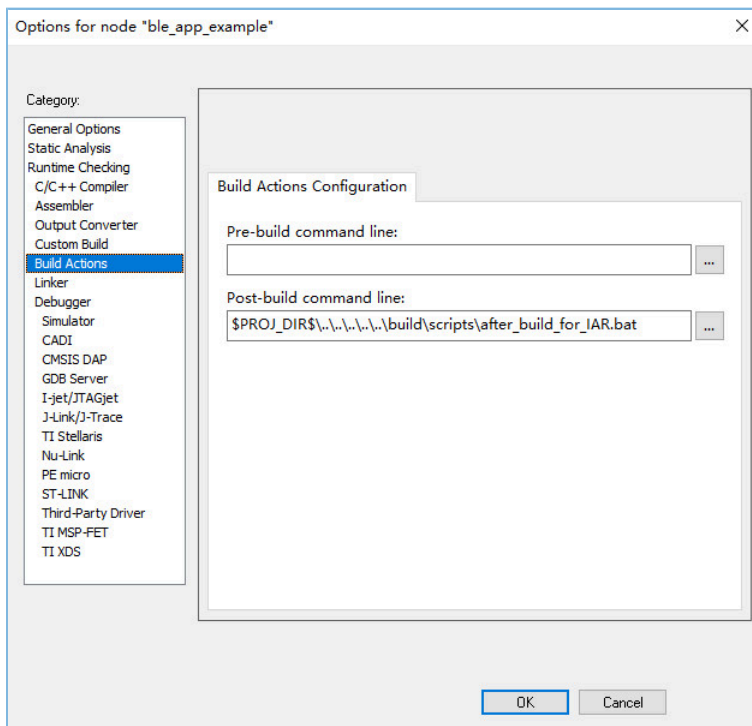 Options for node "ble_app_example"
Category:
General Options
Static Analysis
Runtime Checking
C/C++ Compiler
Assembler
Output Converter
Custom Build
Build Actions
Linker
Debugger
Simulator
CADI
CMSIS DAP
GDB Server
I-jet/JTAGjet
J-Link/J-Trace
TI Stellaris
Nu-Link
PE micro
ST-LINK
Third-Party Driver
TI MSP-FET
TI XDS
Build Actions Configuration
Pre-build command line:
...
Post-build command line:
$PROJ_DIR$\..\..\..\..\..\build\scripts\after_build_for_IAR.bat
...
OK
Cancel